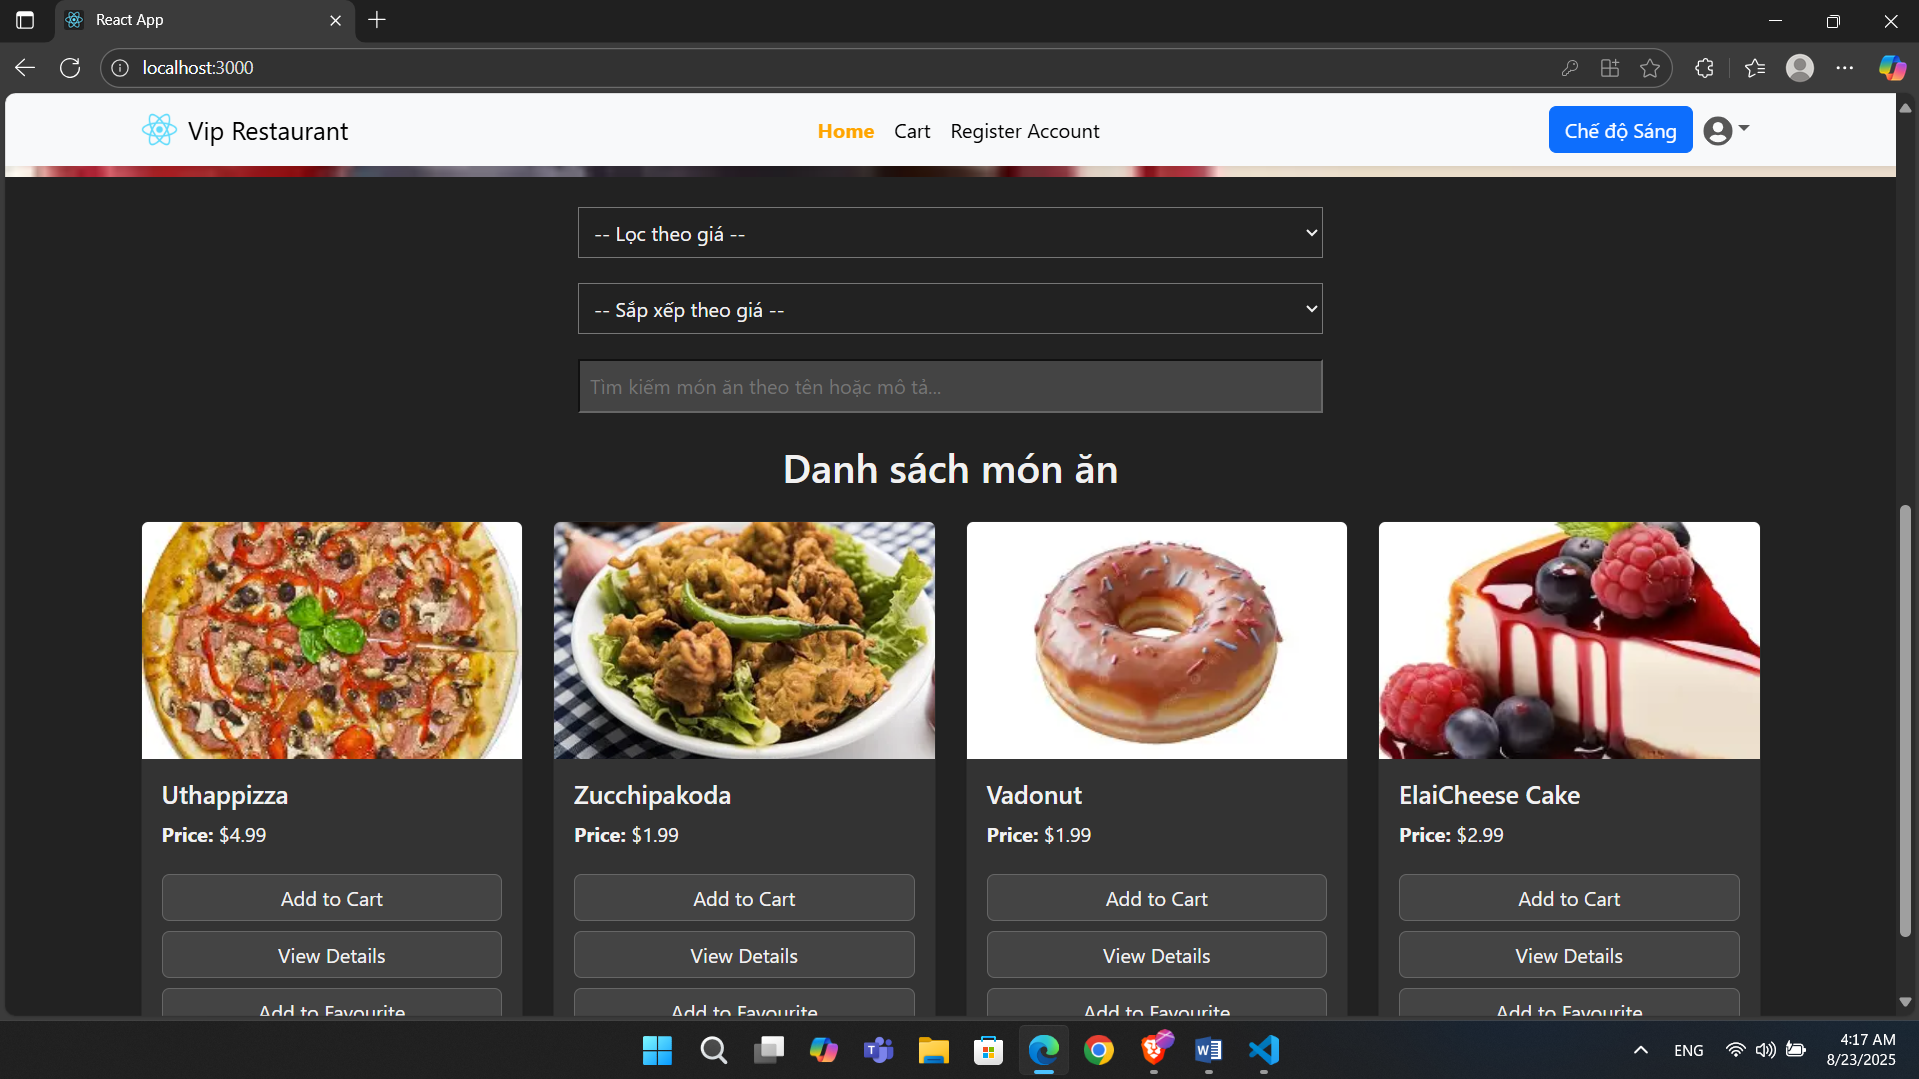 React App
localhost:3000
Vip Restaurant
Home Cart Register Account
Chế độ Sáng
-- Lọc theo giá --
-- Sắp xếp theo giá --
Tìm kiếm món ăn theo tên hoặc mô tả...
Danh sách món ăn
Uthappizza
Price: $4.99
Add to Cart
View Details
Add to Favourite
Zucchipakoda
Price: $1.99
Add to Cart
View Details
Add to Favourite
Vadonut
Price: $1.99
Add to Cart
View Details
Add to Favourite
ElaiCheese Cake
Price: $2.99
Add to Cart
View Details
Add to Favourite
ENG
4:17 AM
8/23/2025